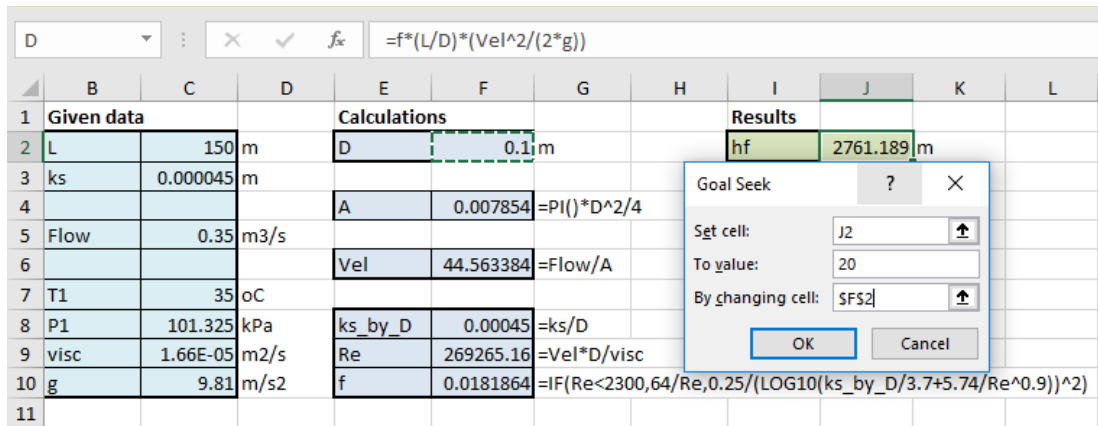 D fx =f*(L/D)*(Vel^2/(2*g))
B C D E F G H I J K L
1 Given data Calculations Results
2 L 150 m D 0.1 m hf 2761.189 m
3 ks 0.000045 m
4 A 0.007854 =PI()*D^2/4
5 Flow 0.35 m3/s
6 Vel 44.563384 =Flow/A
7 T1 35 oC
8 P1 101.325 kPa ks_by_D 0.00045 =ks/D
9 visc 1.66E-05 m2/s Re 269265.16 =Vel*D/visc
10 g 9.81 m/s2 f 0.0181864 =IF(Re<2300,64/Re,0.25/(LOG10(ks_by_D/3.7+5.74/Re^0.9))^2)
11
Goal Seek ?
Set cell: J2
To value: 20
By changing cell: $F$2
OK Cancel